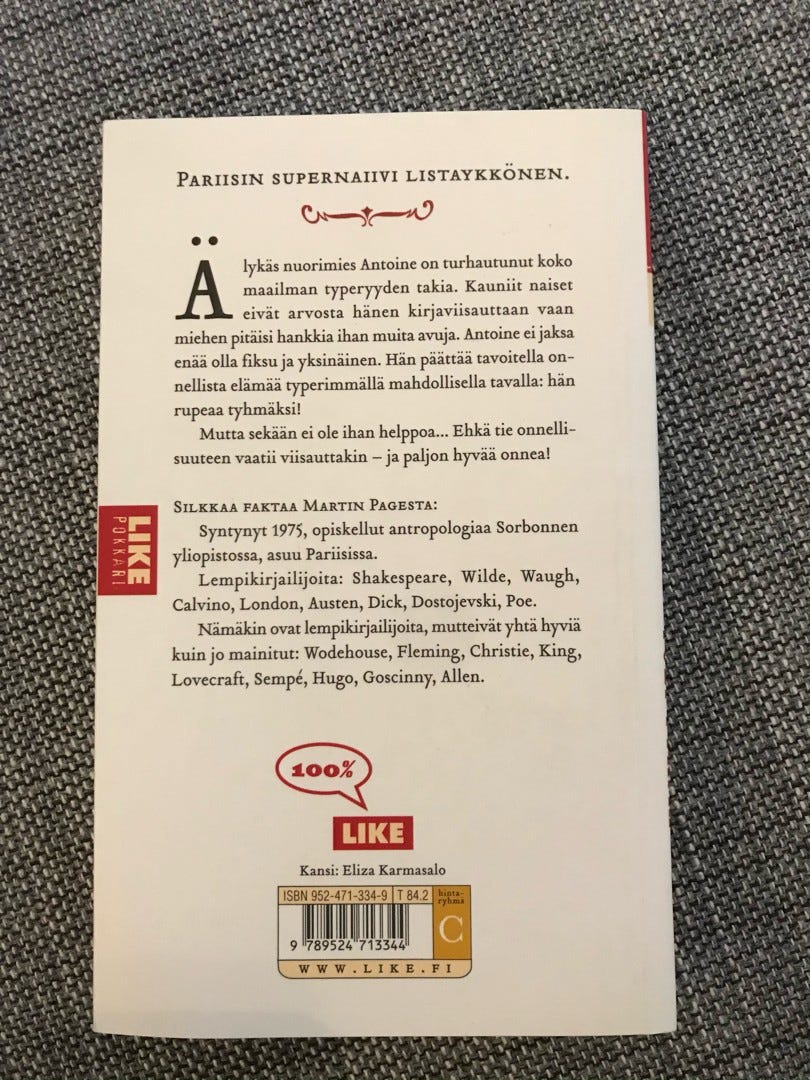 PARIISIN SUPERNAIIVI LISTAYKKÖNEN.
Älykäs nuorimies Antoine on turhautunut koko
maailman typeryyden takia. Kauniit naiset
eivät arvosta hänen kirjaviisauttaan vaan
miehen pitäisi hankkia ihan muita avuja. Antoine ei jaksa
enää olla fiksu ja yksinäinen. Hän päättää tavoitella on-
nellista elämää typerimmällä mahdollisella tavalla: hän
rupeaa tyhmäksi!
Mutta sekään ei ole ihan helppoa... Ehkä tie onnelli-
suuteen vaatii viisauttakin – ja paljon hyvää onnea!
SILKKAA FAKTAA MARTIN PAGESTA:
Syntynyt 1975, opiskellut antropologiaa Sorbonnen
yliopistossa, asuu Pariisissa.
Lempikirjailijoita: Shakespeare, Wilde, Waugh,
Calvino, London, Austen, Dick, Dostojevski, Poe.
Nämäkin ovat lempikirjailijoita, mutteivät yhtä hyviä
kuin jo mainitut: Wodehouse, Fleming, Christie, King,
Lovecraft, Sempé, Hugo, Goscinny, Allen.
LIKE
POKKARI
100%
LIKE
Kansi: Eliza Karmasalo
ISBN 952-471-334-9 T 84.2
hinta-
ryhmä
C
9 789524 713344
WWW.LIKE.FI